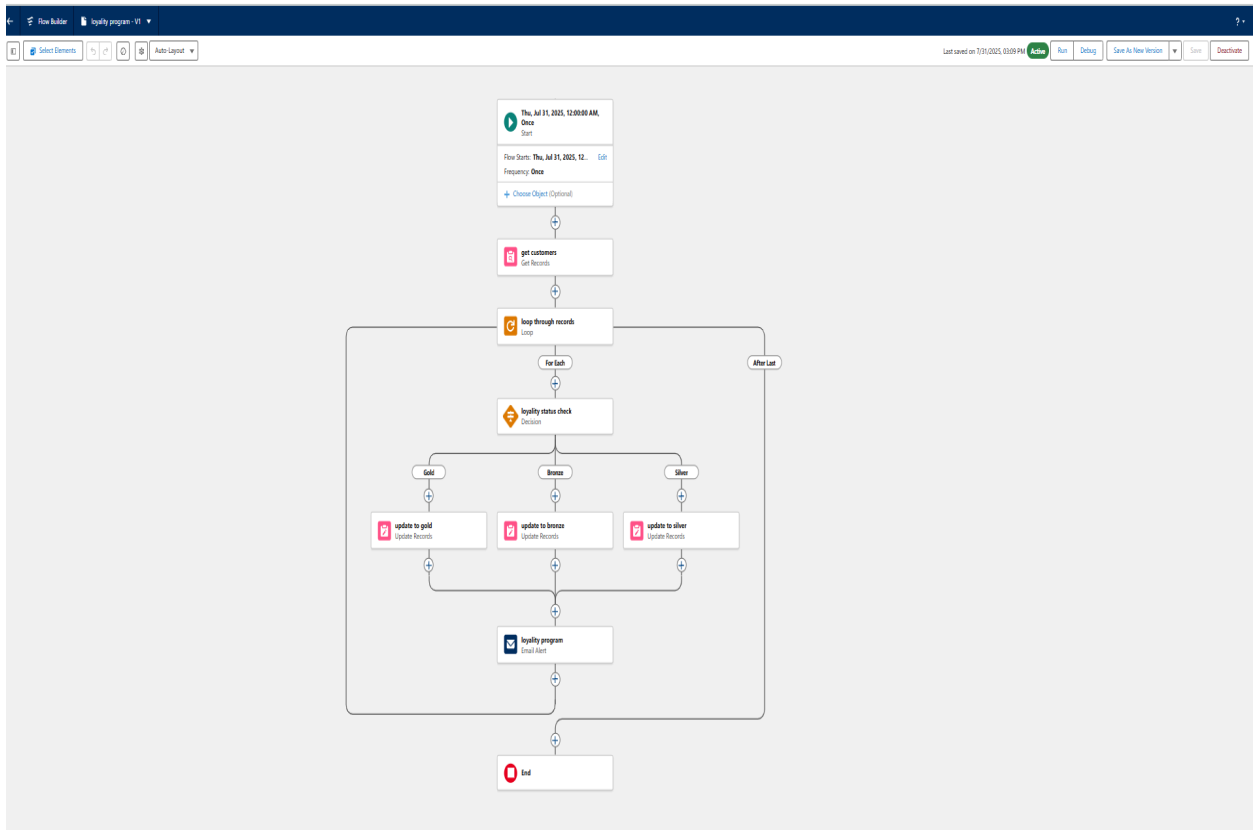 Flow Builder
loyality program - V1
?
Select Elements
Auto-Layout
Last saved on 7/31/2025, 03:09 PM
Active
Run
Debug
Save As New Version
Save
Deactivate
Thu, Jul 31, 2025, 12:00:00 AM,
Once
Start
Flow Starts: Thu, Jul 31, 2025, 12... Edit
Frequency: Once
+ Choose Object (Optional)
get customers
Get Records
loop through records
Loop
For Each
After Last
loyality status check
Decision
Gold
Bronze
Silver
update to gold
Update Records
update to bronze
Update Records
update to silver
Update Records
loyality program
Email Alert
End